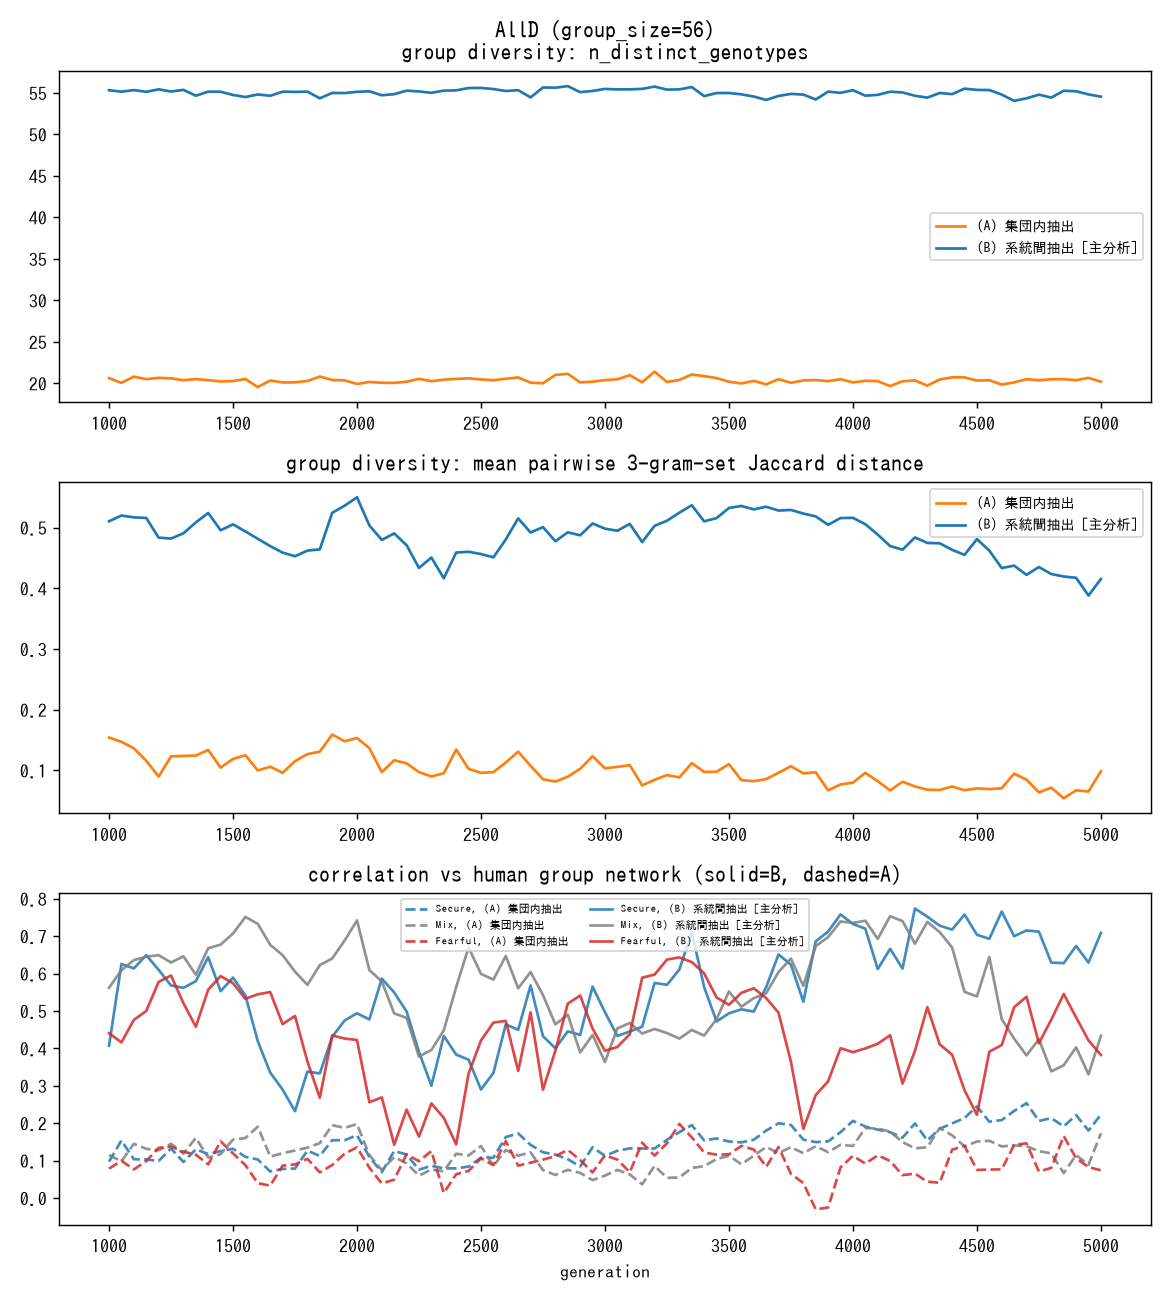 AllD (group_size=56)
group diversity: n_distinct_genotypes
55
50
45
40
35
30
25
20
(A) 集団内抽出
(B) 系統間抽出 [主分析]
1000 1500 2000 2500 3000 3500 4000 4500 5000
group diversity: mean pairwise 3-gram-set Jaccard distance
0.5
0.4
0.3
0.2
0.1
(A) 集団内抽出
(B) 系統間抽出 [主分析]
1000 1500 2000 2500 3000 3500 4000 4500 5000
correlation vs human group network (solid=B, dashed=A)
0.8
0.7
0.6
0.5
0.4
0.3
0.2
0.1
0.0
Secure, (A) 集団内抽出
Mix, (A) 集団内抽出
Fearful, (A) 集団内抽出
Secure, (B) 系統間抽出 [主分析]
Mix, (B) 系統間抽出 [主分析]
Fearful, (B) 系統間抽出 [主分析]
1000 1500 2000 2500 3000 3500 4000 4500 5000
generation